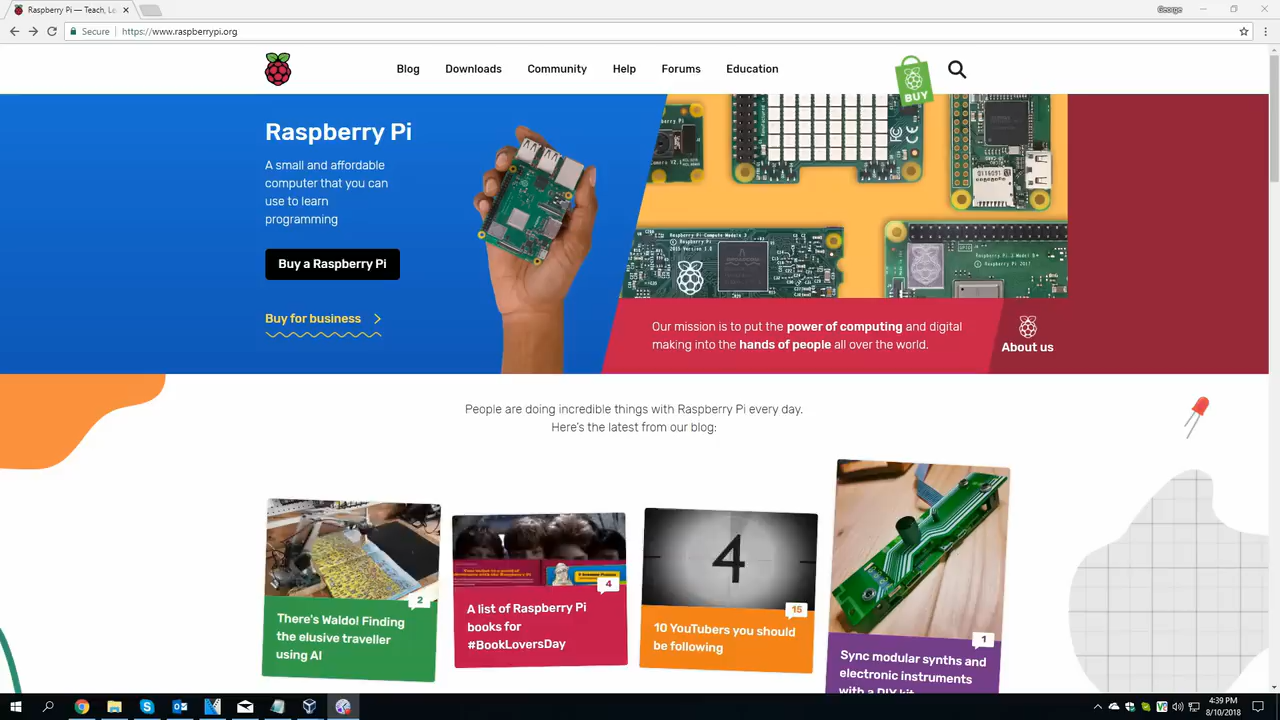 Raspberry Pi — Teach, Le
George
Secure
https://www.raspberrypi.org
Blog
Downloads
Community
Help
Forums
Education
BUY
Raspberry Pi
A small and affordable
computer that you can
use to learn
programming
Buy a Raspberry Pi
Buy for business
Our mission is to put the power of computing and digital
making into the hands of people all over the world.
About us
People are doing incredible things with Raspberry Pi every day.
Here's the latest from our blog:
2
There's Waldo! Finding
the elusive traveller
using AI
4
A list of Raspberry Pi
books for
#BookLoversDay
4
15
10 YouTubers you should
be following
1
Sync modular synths and
electronic instruments
with a DIY kit
4:39 PM
8/10/2018